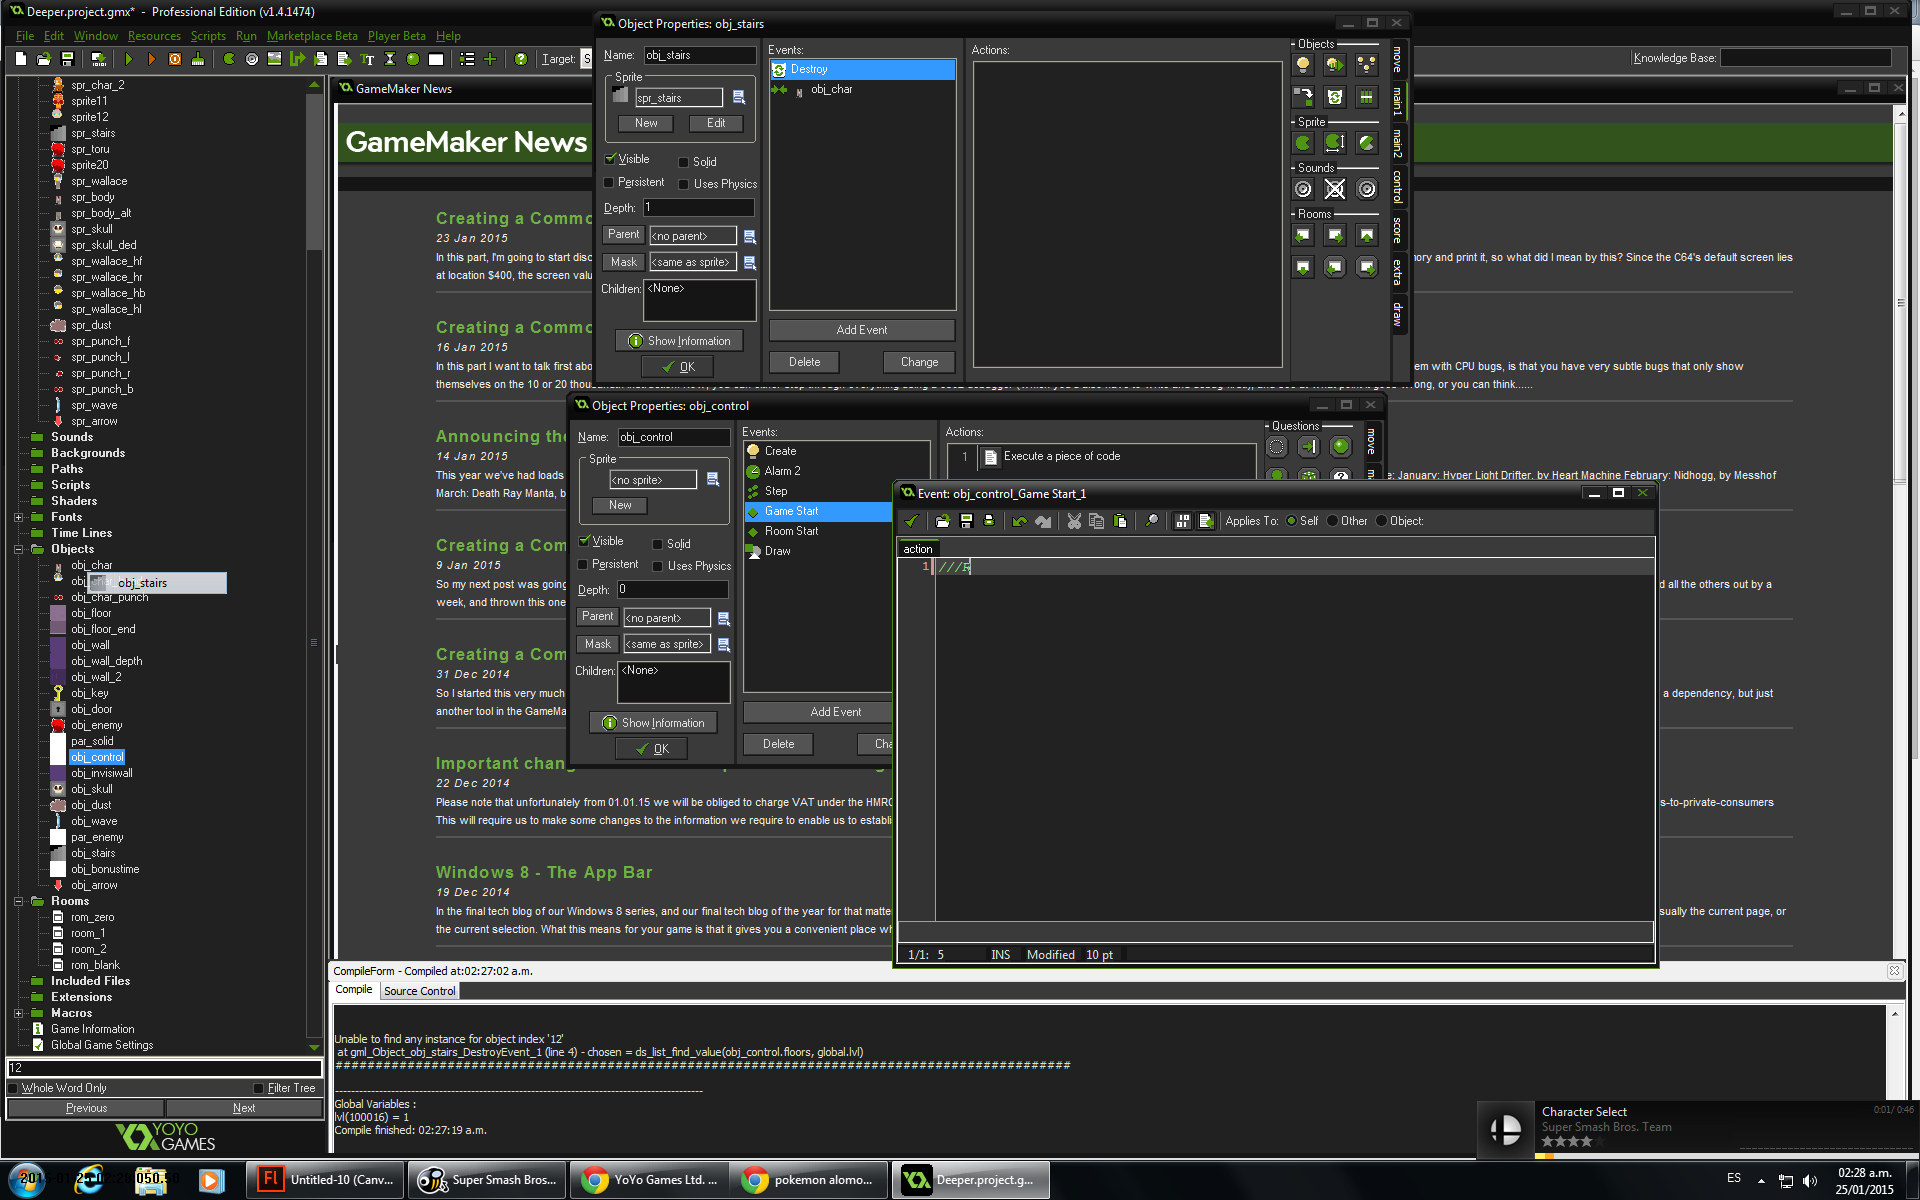 Deeper.project.gmx* - Professional Edition (v1.4.1474)
File Edit Window Resources Scripts Run Marketplace Beta Player Beta Help
Target: S
Knowledge Base:
spr_char_2
sprite11
sprite12
spr_stairs
spr_toru
sprite20
spr_wallace
spr_body
spr_body_alt
spr_skull
spr_skull_ded
spr_wallace_hf
spr_wallace_hr
spr_wallace_hb
spr_wallace_hl
spr_dust
spr_punch_f
spr_punch_l
spr_punch_r
spr_punch_b
spr_wave
spr_arrow
Sounds
Backgrounds
Paths
Scripts
Shaders
Fonts
Time Lines
Objects
obj_char
obj_
obj_stairs
obj_char_punch
obj_floor
obj_floor_end
obj_wall
obj_wall_depth
obj_wall_2
obj_key
obj_door
obj_enemy
par_solid
obj_control
obj_invisiwall
obj_skull
obj_dust
obj_wave
par_enemy
obj_stairs
obj_bonustime
obj_arrow
Rooms
rom_zero
room_1
room_2
rom_blank
Included Files
Extensions
Macros
Game Information
Global Game Settings
12
Whole Word Only
Filter Tree
Previous
Next
YOYO
GAMES
GameMaker News
GameMaker News
Creating a Commo
23 Jan 2015
In this part, I'm going to start disc
ory and print it, so what did I mean by this? Since the C64's default screen lies
at location $400, the screen valu
Creating a Commo
16 Jan 2015
In this part I want to talk first abo
em with CPU bugs, is that you have very subtle bugs that only show
themselves on the 10 or 20 thou
ong, or you can think......
Announcing the
14 Jan 2015
This year we've had loads
e: January: Hyper Light Drifter, by Heart Machine February: Nidhogg, by Messhof
March: Death Ray Manta, b
Creating a Com
9 Jan 2015
So my next post was going
d all the others out by a
week, and thrown this one
Creating a Com
31 Dec 2014
So I started this very much
a dependency, but just
another tool in the GameMa
Important chang
22 Dec 2014
Please note that unfortunately from 01.01.15 we will be obliged to charge VAT under the HMRC
s-to-private-consumers
This will require us to make some changes to the information we require to enable us to establi
Windows 8 - The App Bar
19 Dec 2014
In the final tech blog of our Windows 8 series, and our final tech blog of the year for that matte
sually the current page, or
the current selection. What this means for your game is that it gives you a convenient place wh
Object Properties: obj_stairs
Name: obj_stairs
Sprite
spr_stairs
New
Edit
Visible
Solid
Persistent
Uses Physics
Depth: 1
Parent <no parent>
Mask <same as sprite>
Children: <None>
Show Information
OK
Events:
Destroy
obj_char
Add Event
Delete
Change
Actions:
Objects
Sprite
Sounds
Rooms
move
main1
main2
control
score
extra
draw
Object Properties: obj_control
Name: obj_control
Sprite
<no sprite>
New
Visible
Solid
Persistent
Uses Physics
Depth: 0
Parent <no parent>
Mask <same as sprite>
Children: <None>
Show Information
OK
Events:
Create
Alarm 2
Step
Game Start
Room Start
Draw
Add Event
Delete
Cha
Actions:
1 Execute a piece of code
Questions
move
Event: obj_control_Game Start_1
Applies To: Self Other Object:
action
1 ///R
1/1: 5 INS Modified 10 pt
CompileForm - Compiled at:02:27:02 a.m.
Compile
Source Control
Unable to find any instance for object index '12'
at gml_Object_obj_stairs_DestroyEvent_1 (line 4) - chosen = ds_list_find_value(obj_control.floors, global.lvl)
Global Variables :
lvl(100016) = 1
Compile finished: 02:27:19 a.m.
Character Select
0:01/ 0:46
Super Smash Bros. Team
Untitled-10 (Canv...
Super Smash Bros...
YoYo Games Ltd. ...
pokemon alomo...
Deeper.project.g...
ES
02:28 a.m.
25/01/2015